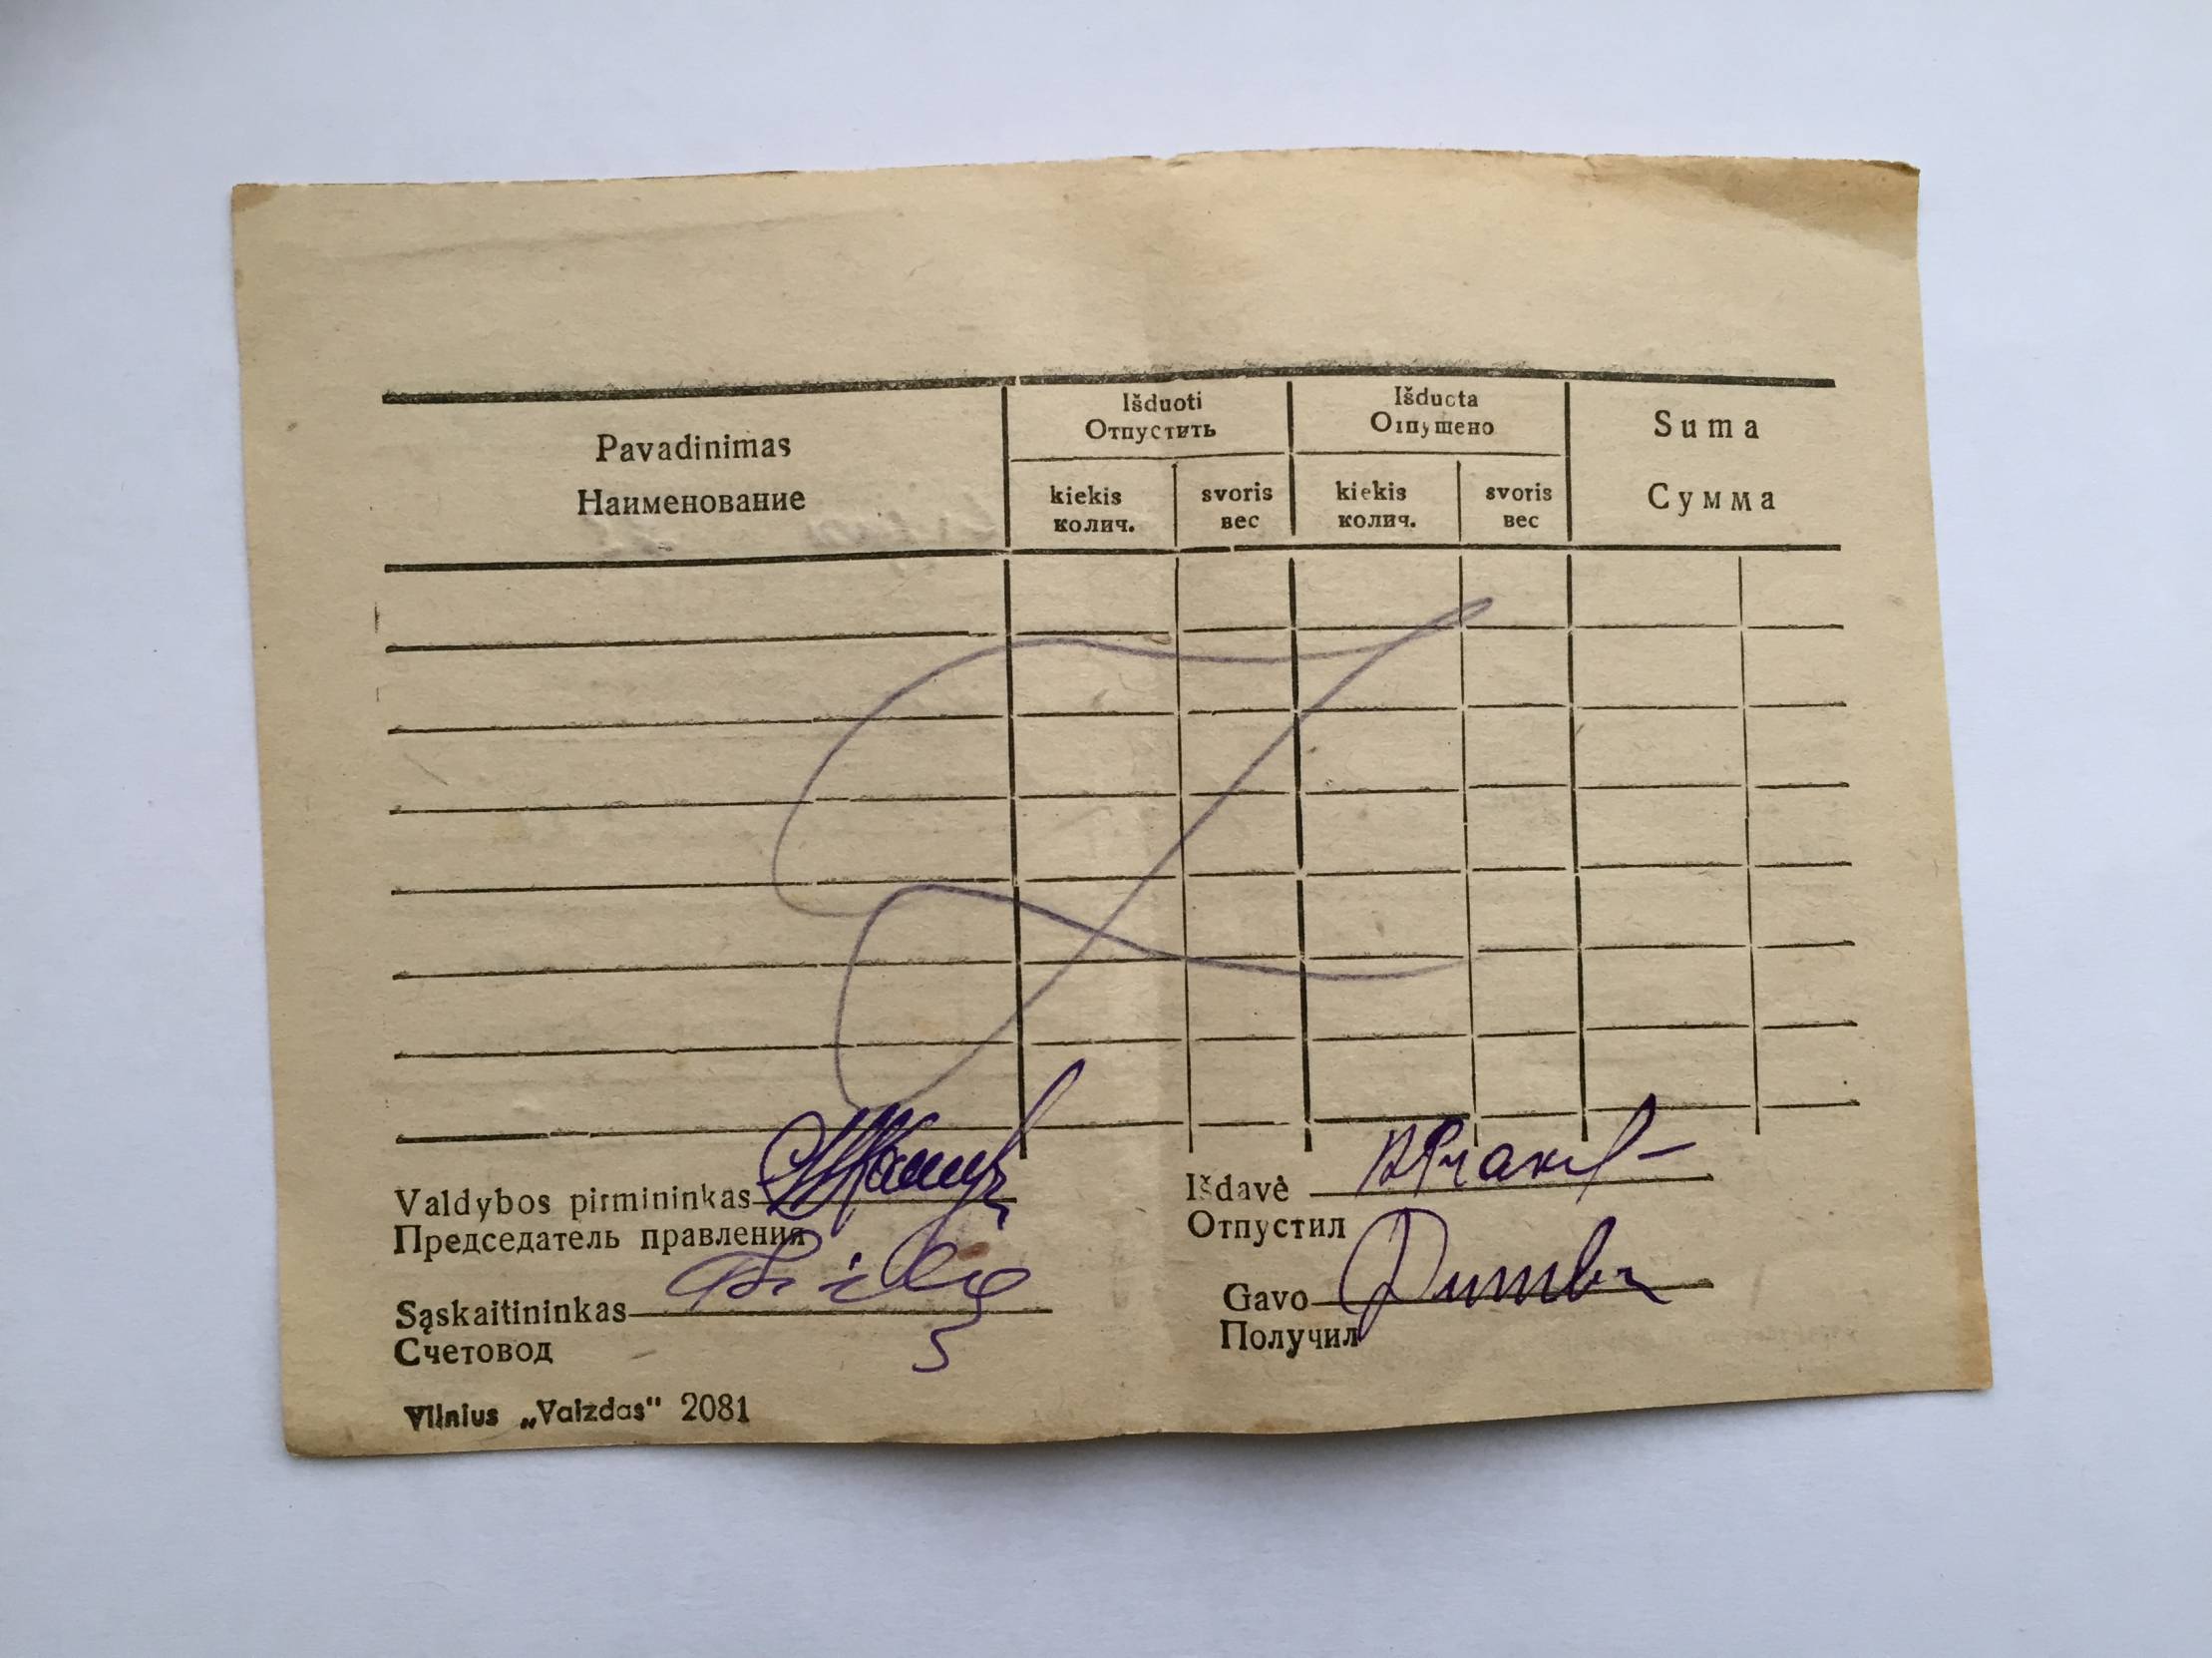 Pavadinimas
Наименование
Išduoti
Отпустить
Išducta
Отпушено
Suma
Сумма
kiekis
колич.
svoris
вес
kiekis
колич.
svoris
вес
Valdybos pirmininkas
Председатель правления
Sąskaitininkas
Счетовод
Išdavė
Отпустил
Gavo
Получил
Vilnius „Vaizdas" 2081